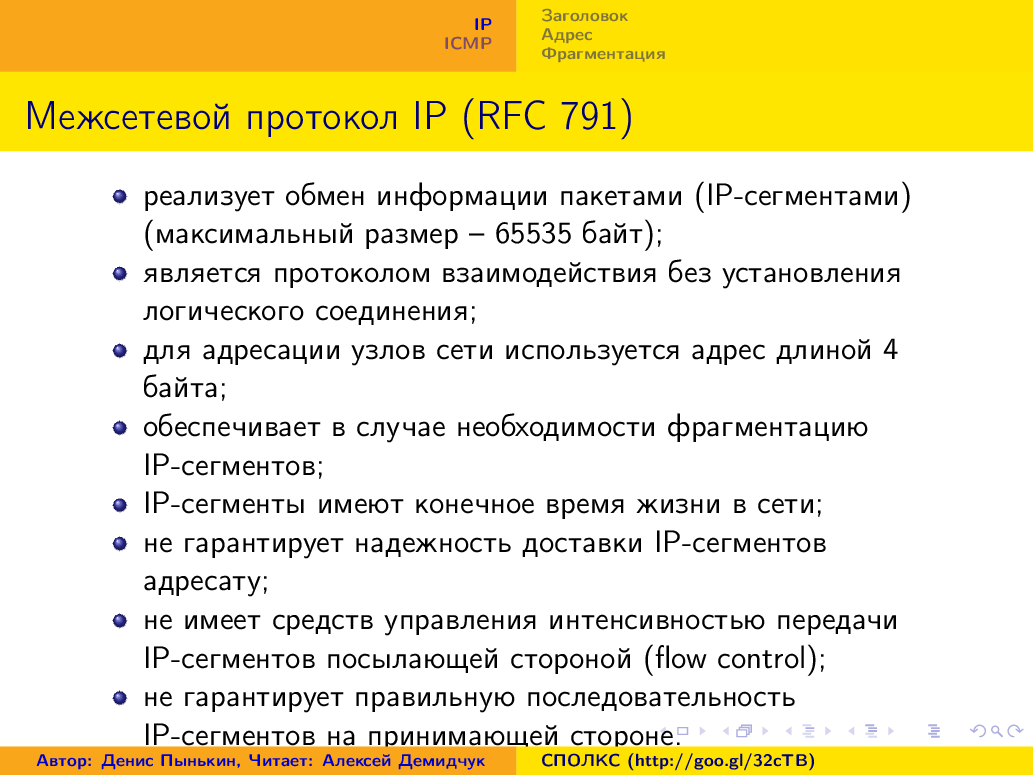 IP
ICMP
Заголовок
Адрес
Фрагментация
Межсетевой протокол IP (RFC 791)
реализует обмен информации пакетами (IP-сегментами)
(максимальный размер – 65535 байт);
является протоколом взаимодействия без установления
логического соединения;
для адресации узлов сети используется адрес длиной 4
байта;
обеспечивает в случае необходимости фрагментацию
IP-сегментов;
IP-сегменты имеют конечное время жизни в сети;
не гарантирует надежность доставки IP-сегментов
адресату;
не имеет средств управления интенсивностью передачи
IP-сегментов посылающей стороной (flow control);
не гарантирует правильную последовательность
IP-сегментов на принимающей стороне.
Автор: Денис Пынькин, Читает: Алексей Демидчук
СПОЛКС (http://goo.gl/32cTB)